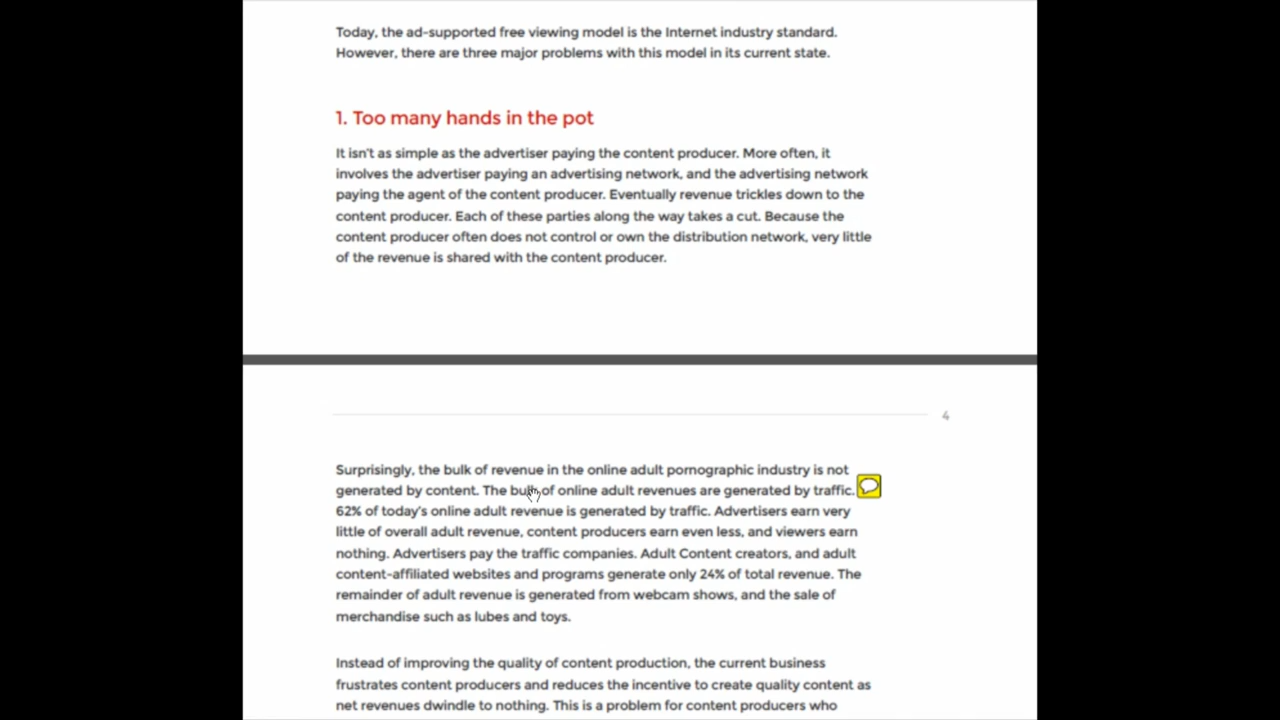 Today, the ad-supported free viewing model is the Internet industry standard.
However, there are three major problems with this model in its current state.
1. Too many hands in the pot
It isn't as simple as the advertiser paying the content producer. More often, it
involves the advertiser paying an advertising network, and the advertising network
paying the agent of the content producer. Eventually revenue trickles down to the
content producer. Each of these parties along the way takes a cut. Because the
content producer often does not control or own the distribution network, very little
of the revenue is shared with the content producer.
4
Surprisingly, the bulk of revenue in the online adult pornographic industry is not
generated by content. The bulk of online adult revenues are generated by traffic.
62% of today's online adult revenue is generated by traffic. Advertisers earn very
little of overall adult revenue, content producers earn even less, and viewers earn
nothing. Advertisers pay the traffic companies. Adult Content creators, and adult
content-affiliated websites and programs generate only 24% of total revenue. The
remainder of adult revenue is generated from webcam shows, and the sale of
merchandise such as lubes and toys.
Instead of improving the quality of content production, the current business
frustrates content producers and reduces the incentive to create quality content as
net revenues dwindle to nothing. This is a problem for content producers who